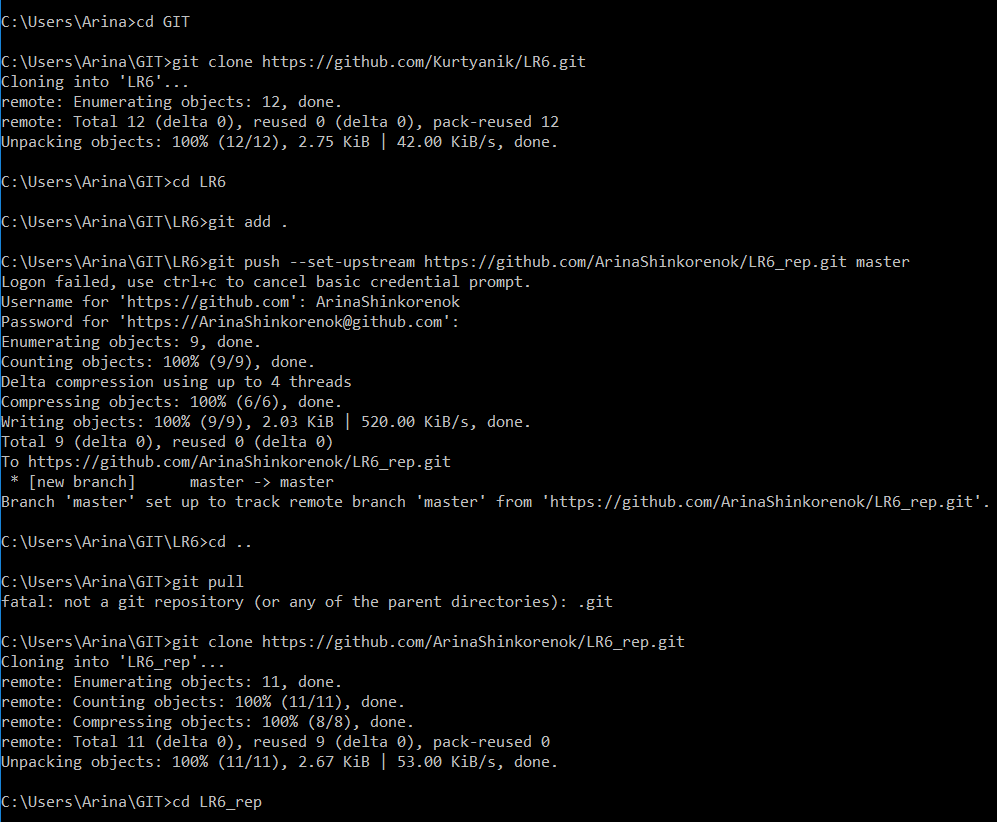 C:\Users\Arina>cd GIT
C:\Users\Arina\GIT>git clone https://github.com/Kurtyanik/LR6.git
Cloning into 'LR6'...
remote: Enumerating objects: 12, done.
remote: Total 12 (delta 0), reused 0 (delta 0), pack-reused 12
Unpacking objects: 100% (12/12), 2.75 KiB | 42.00 KiB/s, done.
C:\Users\Arina\GIT>cd LR6
C:\Users\Arina\GIT\LR6>git add .
C:\Users\Arina\GIT\LR6>git push --set-upstream https://github.com/ArinaShinkorenok/LR6_rep.git master
Logon failed, use ctrl+c to cancel basic credential prompt.
Username for 'https://github.com': ArinaShinkorenok
Password for 'https://ArinaShinkorenok@github.com':
Enumerating objects: 9, done.
Counting objects: 100% (9/9), done.
Delta compression using up to 4 threads
Compressing objects: 100% (6/6), done.
Writing objects: 100% (9/9), 2.03 KiB | 520.00 KiB/s, done.
Total 9 (delta 0), reused 0 (delta 0)
To https://github.com/ArinaShinkorenok/LR6_rep.git
 * [new branch]      master -> master
Branch 'master' set up to track remote branch 'master' from 'https://github.com/ArinaShinkorenok/LR6_rep.git'.
C:\Users\Arina\GIT\LR6>cd ..
C:\Users\Arina\GIT>git pull
fatal: not a git repository (or any of the parent directories): .git
C:\Users\Arina\GIT>git clone https://github.com/ArinaShinkorenok/LR6_rep.git
Cloning into 'LR6_rep'...
remote: Enumerating objects: 11, done.
remote: Counting objects: 100% (11/11), done.
remote: Compressing objects: 100% (8/8), done.
remote: Total 11 (delta 0), reused 9 (delta 0), pack-reused 0
Unpacking objects: 100% (11/11), 2.67 KiB | 53.00 KiB/s, done.
C:\Users\Arina\GIT>cd LR6_rep